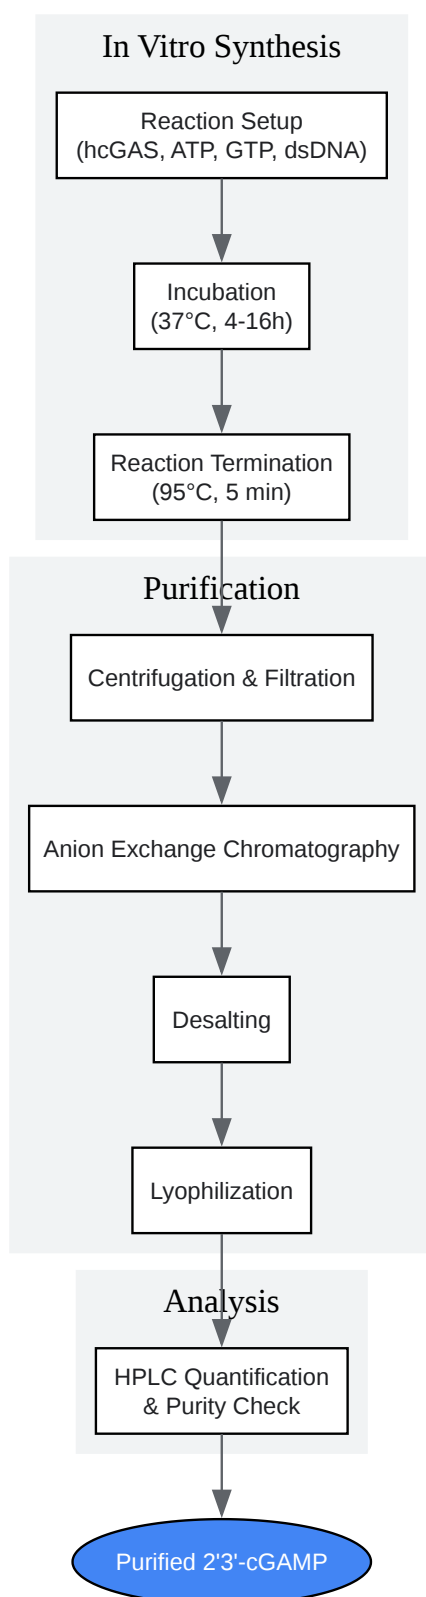 In Vitro Synthesis
Reaction Setup
(hcGAS, ATP, GTP, dsDNA)
Incubation
(37°C, 4-16h)
Reaction Termination
(95°C, 5 min)
Purification
Centrifugation & Filtration
Anion Exchange Chromatography
Desalting
Lyophilization
Analysis
HPLC Quantification
& Purity Check
Purified 2'3'-cGAMP